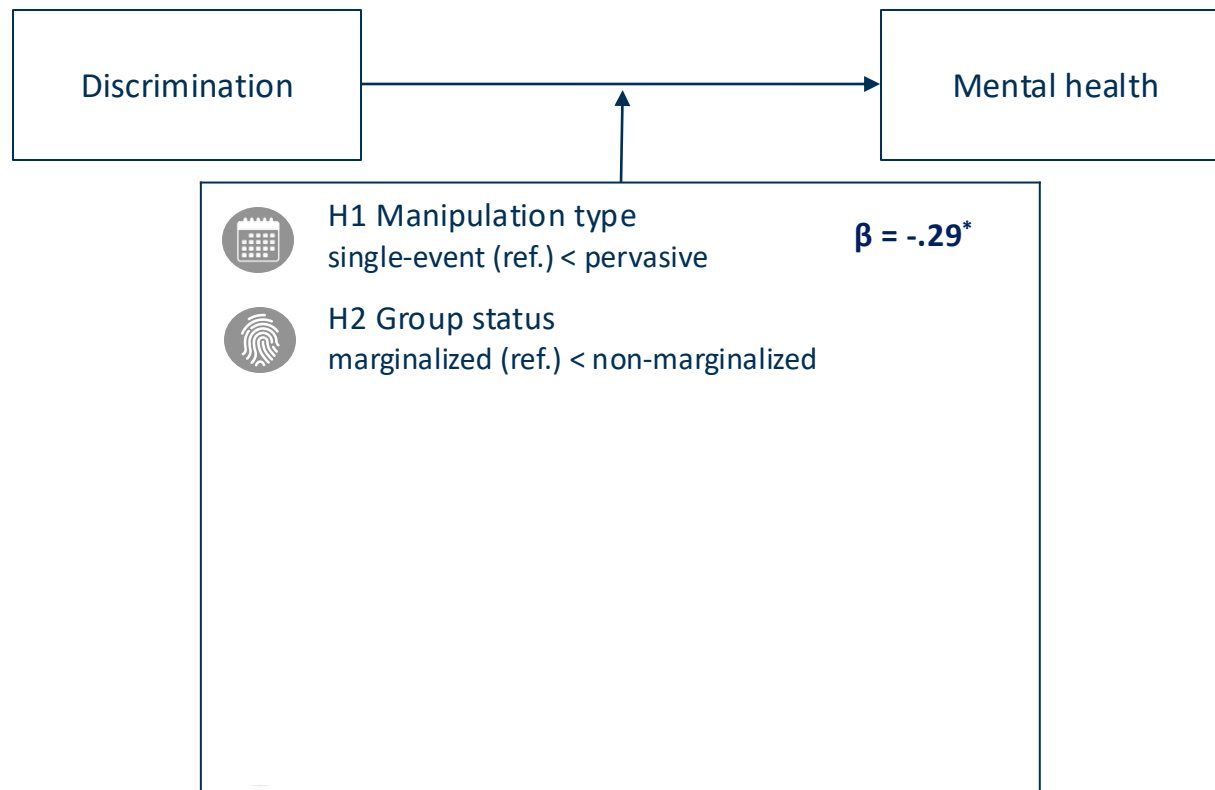 Discrimination
Mental health
H1 Manipulation type
single-event (ref.) < pervasive
β = -.29*
H2 Group status
marginalized (ref.) < non-marginalized